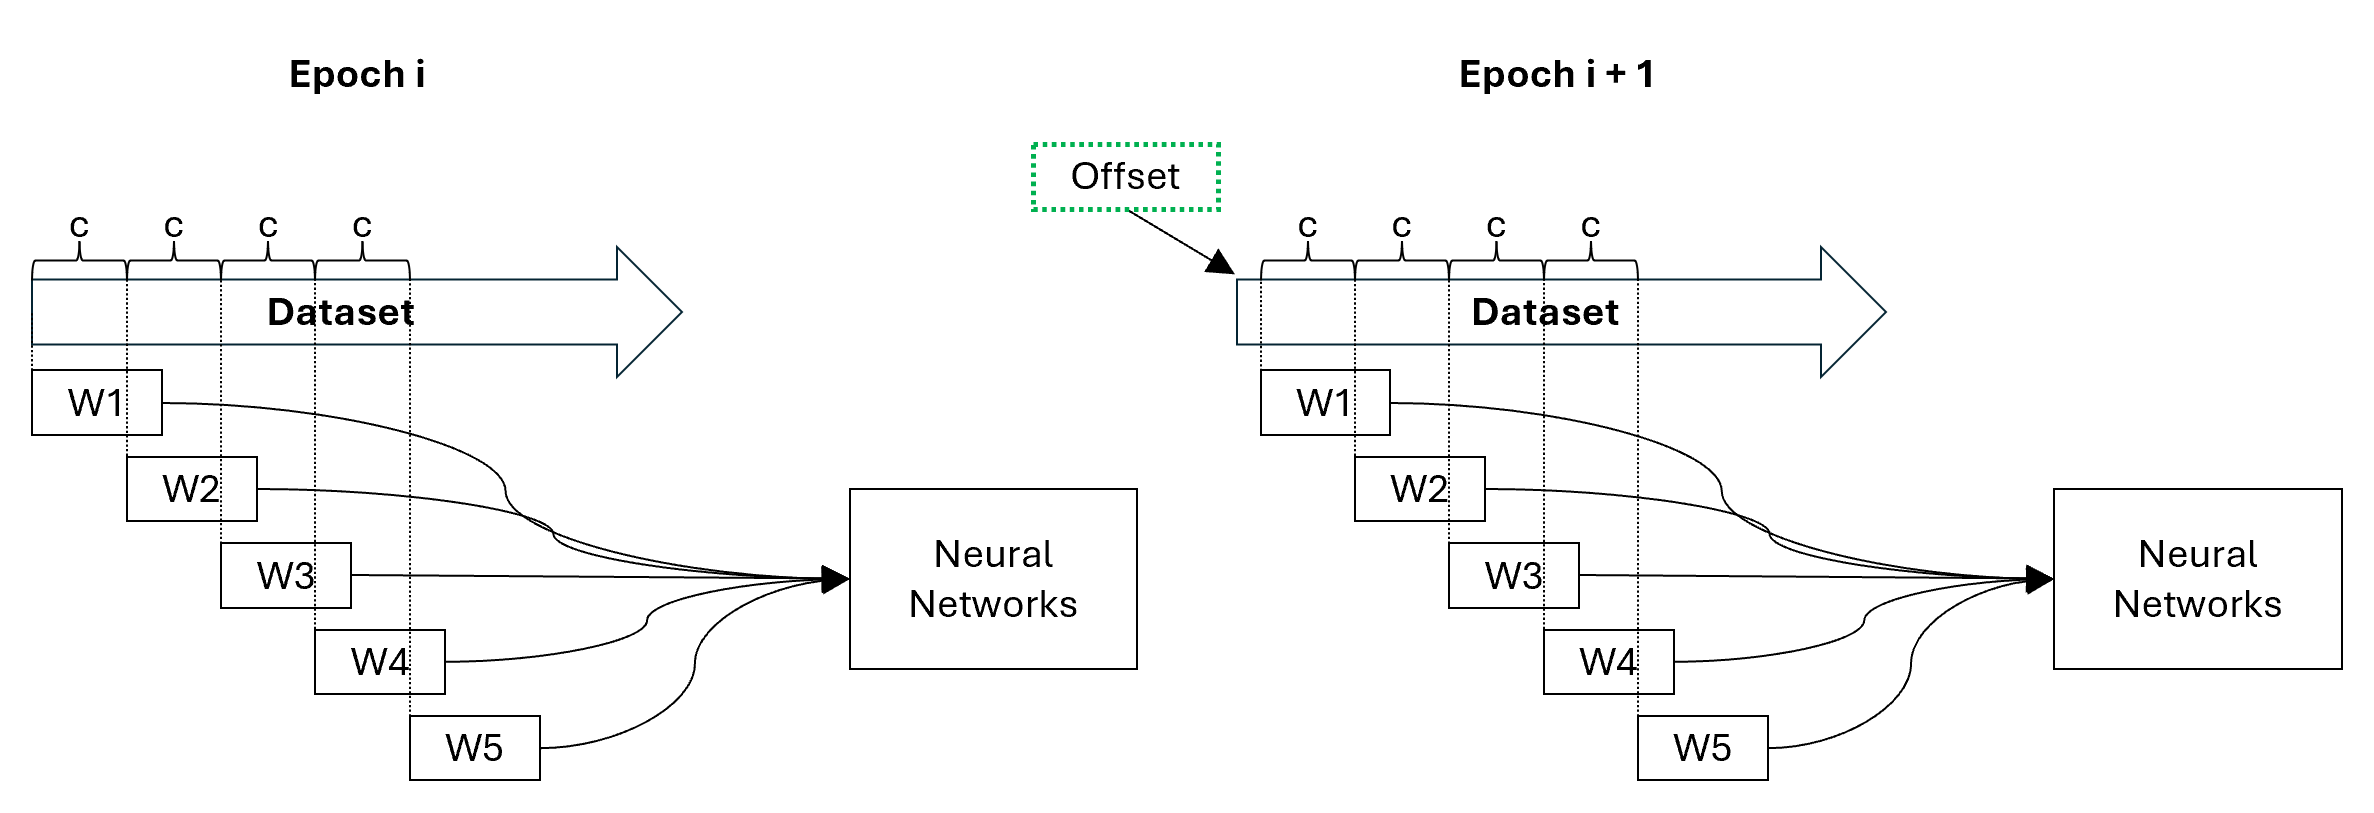 Epoch i
Epoch i + 1
Offset
c c c c
c c c c
Dataset
Dataset
W1
W1
W2
W2
W3
W3
W4
W4
W5
W5
Neural
Networks
Neural
Networks